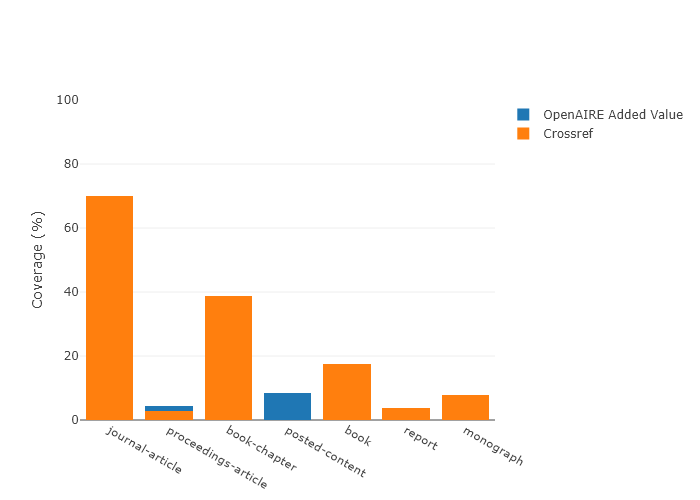 100
80
60
40
20
0
Coverage (%)
journal-article
proceedings-article
book-chapter
posted-content
book
report
monograph
OpenAIRE Added Value
Crossref